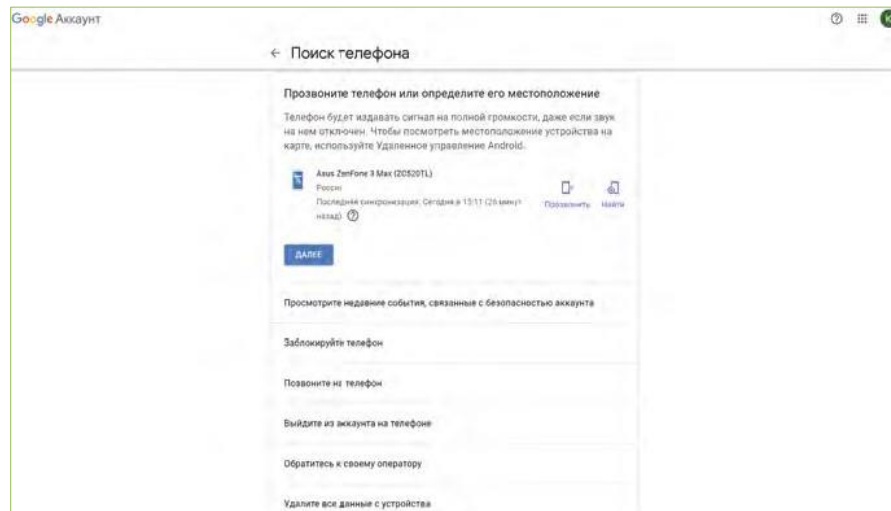 Google Аккаунт
← Поиск телефона
Прозвоните телефон или определите его местоположение
Телефон будет издавать сигнал на полной громкости, даже если звук
на нем отключен. Чтобы посмотреть местоположение устройства на
карте, используйте Удаленное управление Android.
Asus ZenFone 3 Max (ZC520TL)
Россия
Последняя синхронизация: Сегодня в 15:11 (26 минут
назад)
Прозвонить Найти
ДАЛЕЕ
Просмотрите недавние события, связанные с безопасностью аккаунта
Заблокируйте телефон
Позвоните на телефон
Выйдите из аккаунта на телефоне
Обратитесь к своему оператору
Удалите все данные с устройства